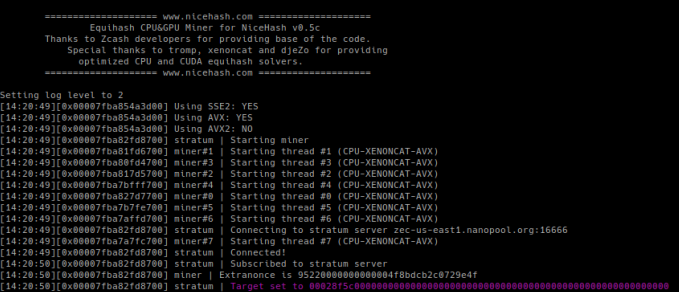 ==================== www.nicehash.com ====================
Equihash CPU&GPU Miner for NiceHash v0.5c
Thanks to Zcash developers for providing base of the code.
Special thanks to tromp, xenoncat and djeZo for providing
optimized CPU and CUDA equihash solvers.
==================== www.nicehash.com ====================
Setting log level to 2
[14:20:49][0x00007fba854a3d00] Using SSE2: YES
[14:20:49][0x00007fba854a3d00] Using AVX: YES
[14:20:49][0x00007fba854a3d00] Using AVX2: NO
[14:20:49][0x00007fba82fd8700] stratum | Starting miner
[14:20:49][0x00007fba81fd6700] miner#1 | Starting thread #1 (CPU-XENONCAT-AVX)
[14:20:49][0x00007fba80fd4700] miner#3 | Starting thread #3 (CPU-XENONCAT-AVX)
[14:20:49][0x00007fba817d5700] miner#2 | Starting thread #2 (CPU-XENONCAT-AVX)
[14:20:49][0x00007fba7bfff700] miner#4 | Starting thread #4 (CPU-XENONCAT-AVX)
[14:20:49][0x00007fba827d7700] miner#0 | Starting thread #0 (CPU-XENONCAT-AVX)
[14:20:49][0x00007fba7b7fe700] miner#5 | Starting thread #5 (CPU-XENONCAT-AVX)
[14:20:49][0x00007fba7affd700] miner#6 | Starting thread #6 (CPU-XENONCAT-AVX)
[14:20:49][0x00007fba82fd8700] stratum | Connecting to stratum server zec-us-east1.nanopool.org:16666
[14:20:49][0x00007fba7a7fc700] miner#7 | Starting thread #7 (CPU-XENONCAT-AVX)
[14:20:49][0x00007fba82fd8700] stratum | Connected!
[14:20:50][0x00007fba82fd8700] stratum | Subscribed to stratum server
[14:20:50][0x00007fba82fd8700] miner | Extranonce is 95220000000000004f8bdcb2c0729e4f
[14:20:50][0x00007fba82fd8700] stratum | Target set to